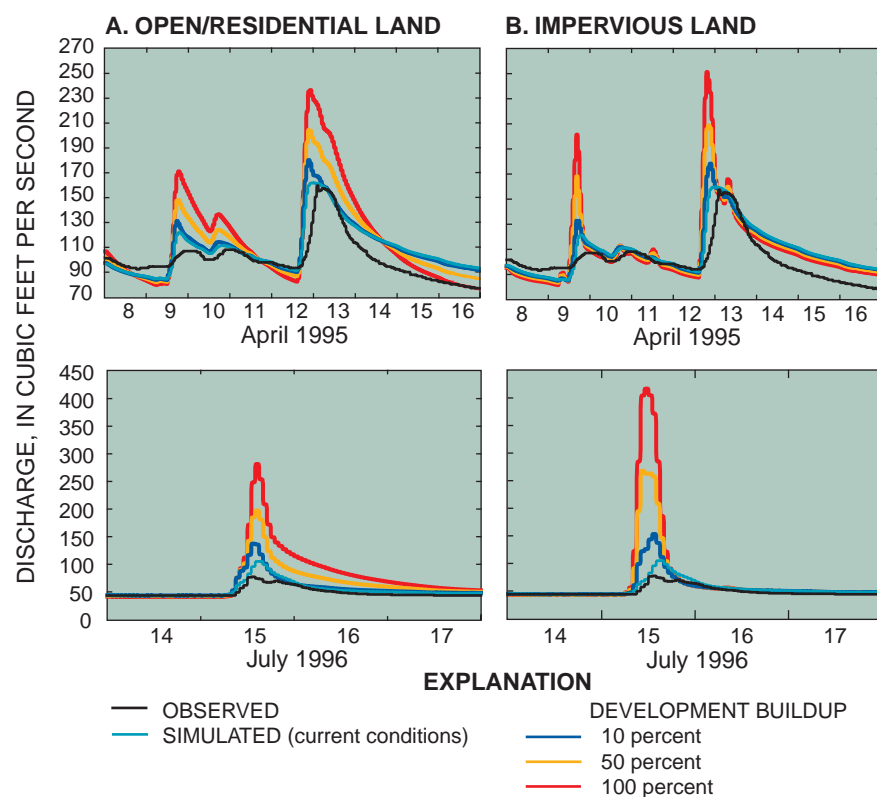 A. OPEN/RESIDENTIAL LAND
B. IMPERVIOUS LAND
DISCHARGE, IN CUBIC FEET PER SECOND
270
250
230
210
190
170
150
130
110
90
70
8 9 10 11 12 13 14 15 16
April 1995
8 9 10 11 12 13 14 15 16
April 1995
450
400
350
300
250
200
150
100
50
0
14 15 16 17
July 1996
14 15 16 17
July 1996
EXPLANATION
OBSERVED
SIMULATED (current conditions)
DEVELOPMENT BUILDUP
10 percent
50 percent
100 percent